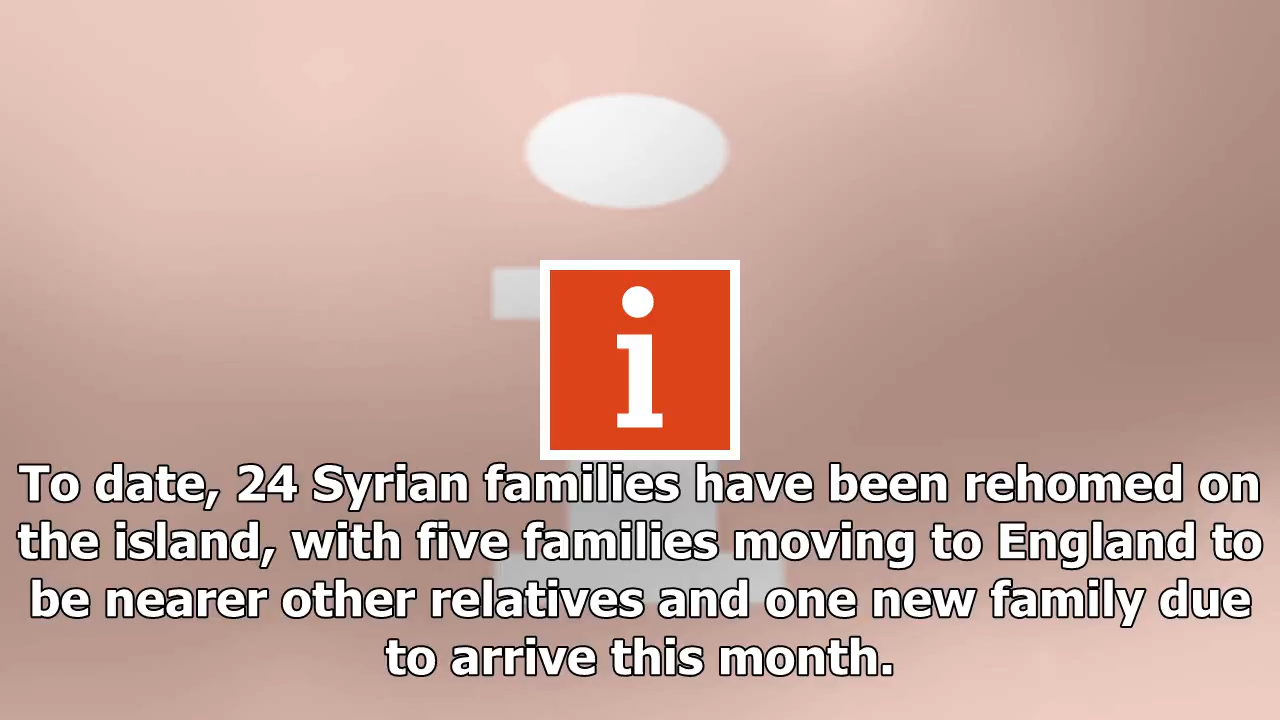 i
To date, 24 Syrian families have been rehomed on
the island, with five families moving to England to
be nearer other relatives and one new family due
to arrive this month.